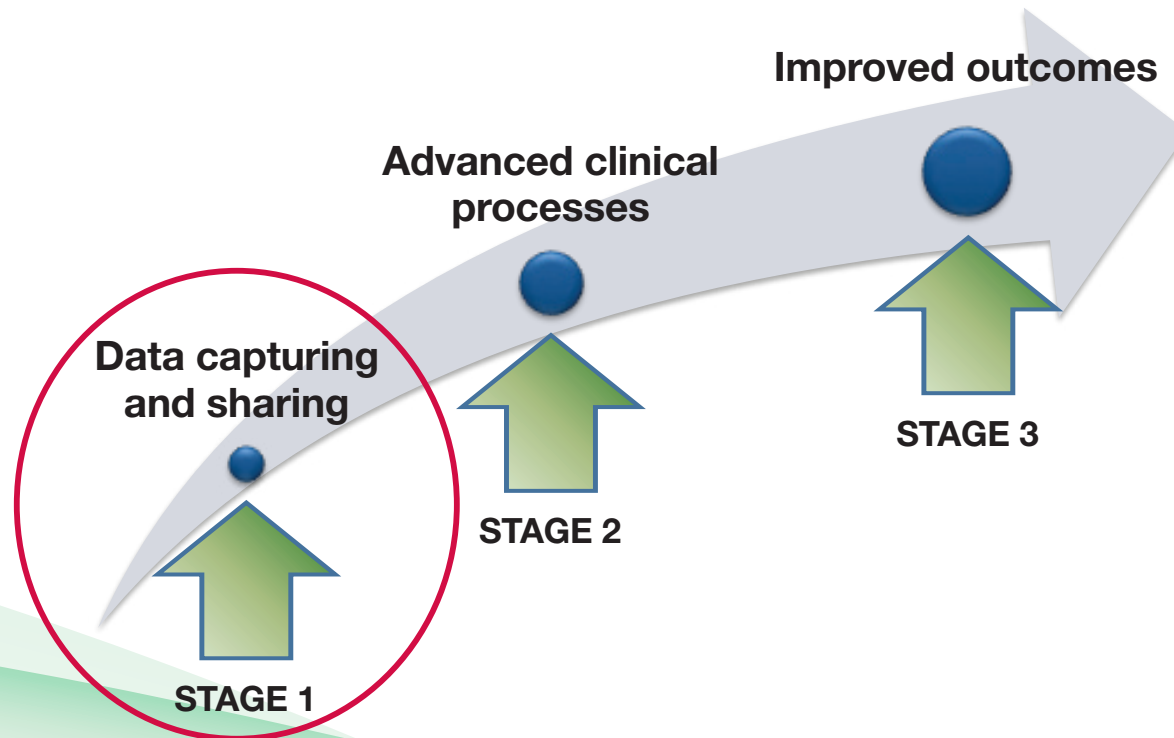 Improved outcomes
Advanced clinical
processes
Data capturing
and sharing
STAGE 3
STAGE 2
STAGE 1